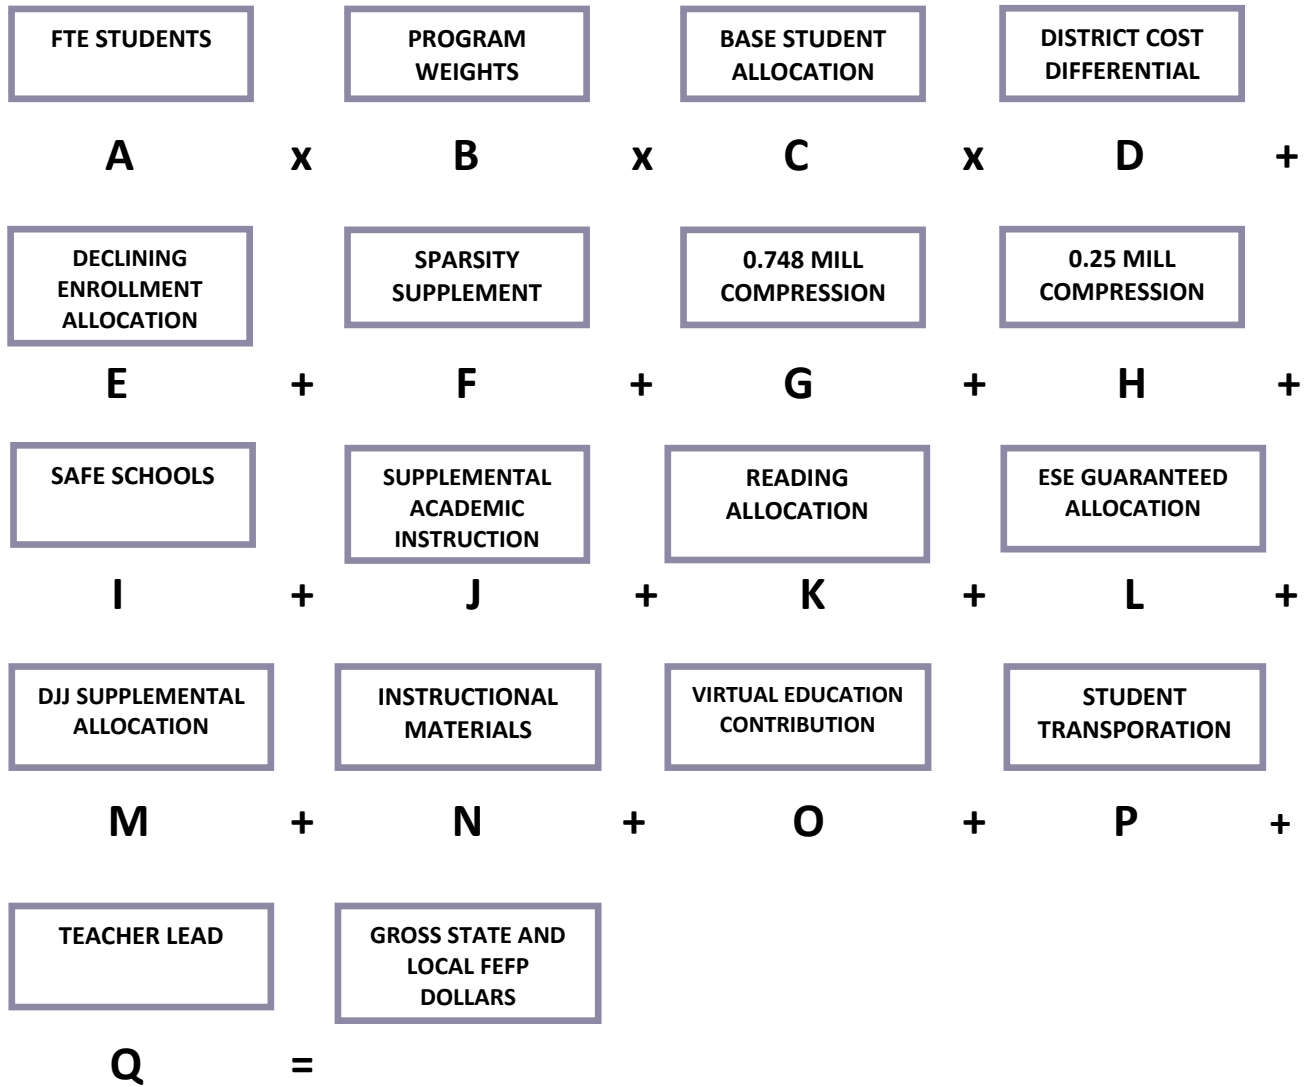 FTE STUDENTS
PROGRAM
WEIGHTS
BASE STUDENT
ALLOCATION
DISTRICT COST
DIFFERENTIAL
A x B x C x D +
DECLINING
ENROLLMENT
ALLOCATION
SPARSITY
SUPPLEMENT
0.748 MILL
COMPRESSION
0.25 MILL
COMPRESSION
E + F + G + H +
SAFE SCHOOLS
SUPPLEMENTAL
ACADEMIC
INSTRUCTION
READING
ALLOCATION
ESE GUARANTEED
ALLOCATION
I + J + K + L +
DJJ SUPPLEMENTAL
ALLOCATION
INSTRUCTIONAL
MATERIALS
VIRTUAL EDUCATION
CONTRIBUTION
STUDENT
TRANSPORATION
M + N + O + P +
TEACHER LEAD
GROSS STATE AND
LOCAL FEFP
DOLLARS
Q =